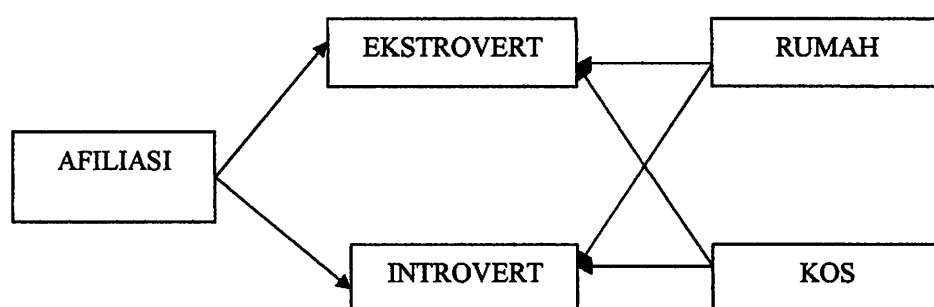 EKSTROVERT
RUMAH
AFILIASI
INTROVERT
KOS